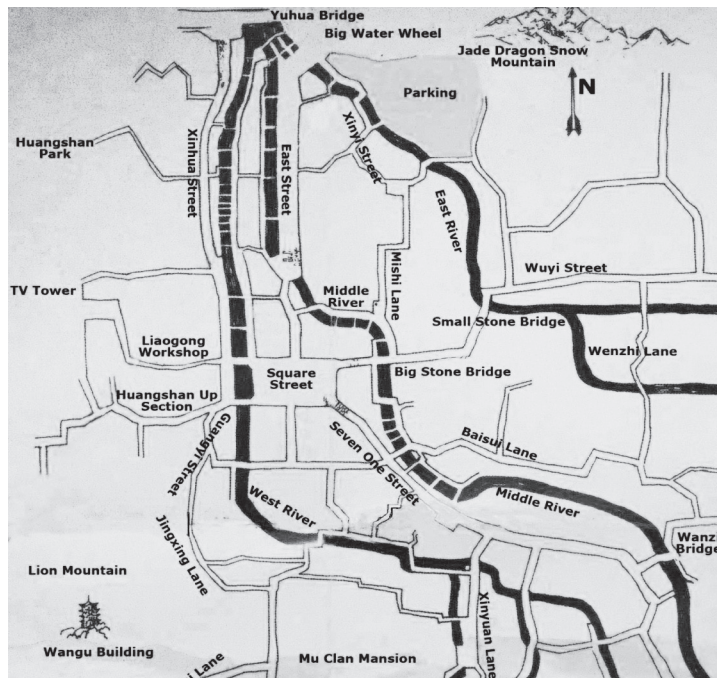 Yuhua Bridge
Big Water Wheel
Jade Dragon Snow
Mountain
N
Parking
Huangshan
Park
Xinhua Street
East Street
Xinyi Street
East River
Mishi Lane
Wuyi Street
TV Tower
Middle
River
Small Stone Bridge
Liaogong
Workshop
Wenzhi Lane
Square
Street
Big Stone Bridge
Huangshan Up
Section
Guangyi Street
Seven One Street
Baisui Lane
West River
Middle River
Jingxing Lane
Wanz
Bridge
Lion Mountain
Xinyuan Lane
Wangu Building
i Lane
Mu Clan Mansion